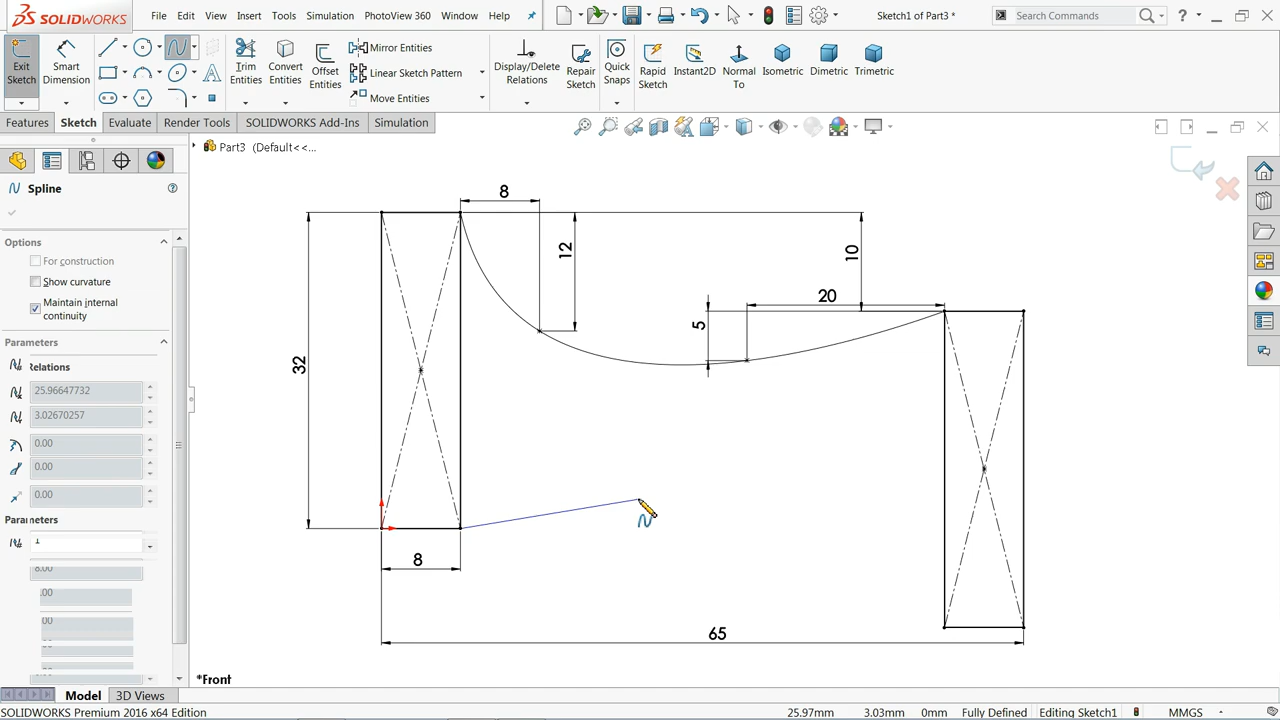 SOLIDWORKS
File Edit View Insert Tools Simulation PhotoView 360 Window Help
Sketch1 of Part3 *
Search Commands
Exit Sketch
Smart Dimension
Trim Entities
Convert Entities
Offset Entities
Mirror Entities
Linear Sketch Pattern
Move Entities
Display/Delete Relations
Repair Sketch
Quick Snaps
Rapid Sketch
Instant2D
Normal To
Isometric
Dimetric
Trimetric
Features Sketch Evaluate Render Tools SOLIDWORKS Add-Ins Simulation
Part3 (Default<<...
Spline
Options
For construction
Show curvature
Maintain internal continuity
Parameters
Relations
25.96647732
3.02670257
0.00
0.00
0.00
Parameters
8.00
.00
8
12
10
20
5
32
8
65
*Front
Model 3D Views
SOLIDWORKS Premium 2016 x64 Edition
25.97mm 3.03mm 0mm Fully Defined Editing Sketch1 MMGS